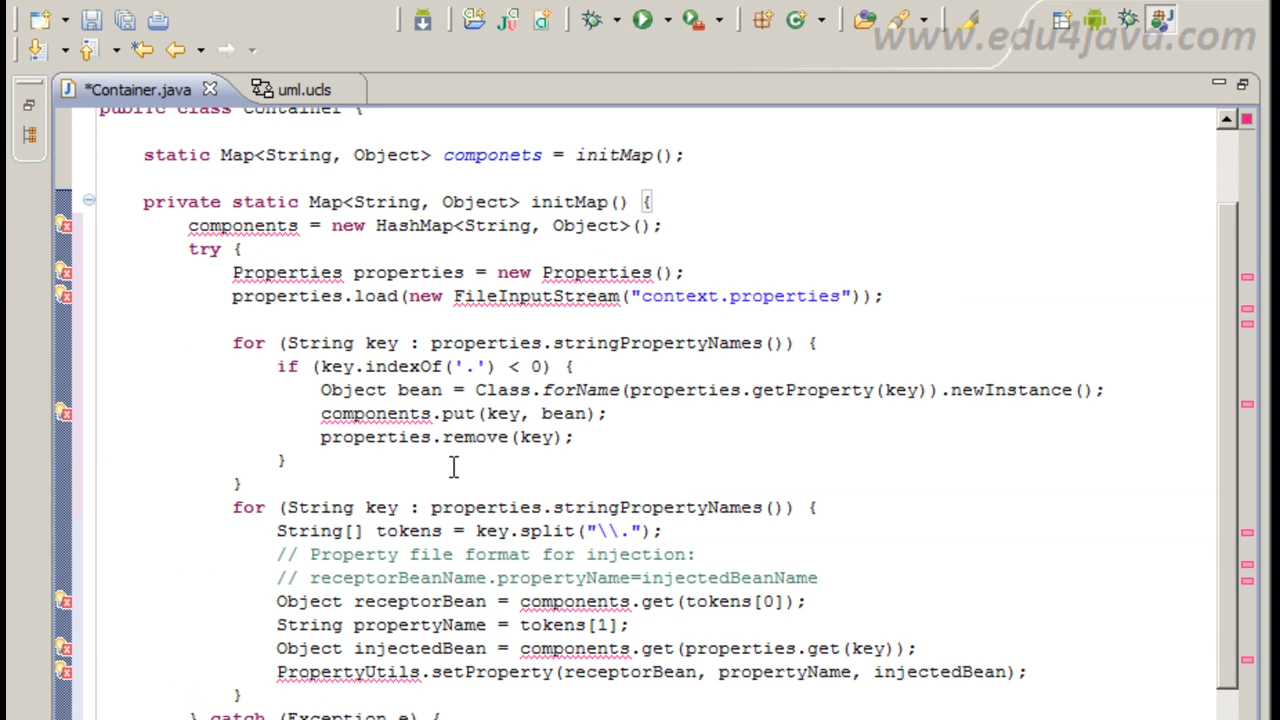 www.edu4java.com
*Container.java uml.ucls
public class Container {
static Map<String, Object> componets = initMap();
private static Map<String, Object> initMap() {
components = new HashMap<String, Object>();
try {
Properties properties = new Properties();
properties.load(new FileInputStream("context.properties"));
for (String key : properties.stringPropertyNames()) {
if (key.indexOf('.') < 0) {
Object bean = Class.forName(properties.getProperty(key)).newInstance();
components.put(key, bean);
properties.remove(key);
}
}
for (String key : properties.stringPropertyNames()) {
String[] tokens = key.split("\\.");
// Property file format for injection:
// receptorBeanName.propertyName=injectedBeanName
Object receptorBean = components.get(tokens[0]);
String propertyName = tokens[1];
Object injectedBean = components.get(properties.get(key));
PropertyUtils.setProperty(receptorBean, propertyName, injectedBean);
}
} catch (Exception e) {